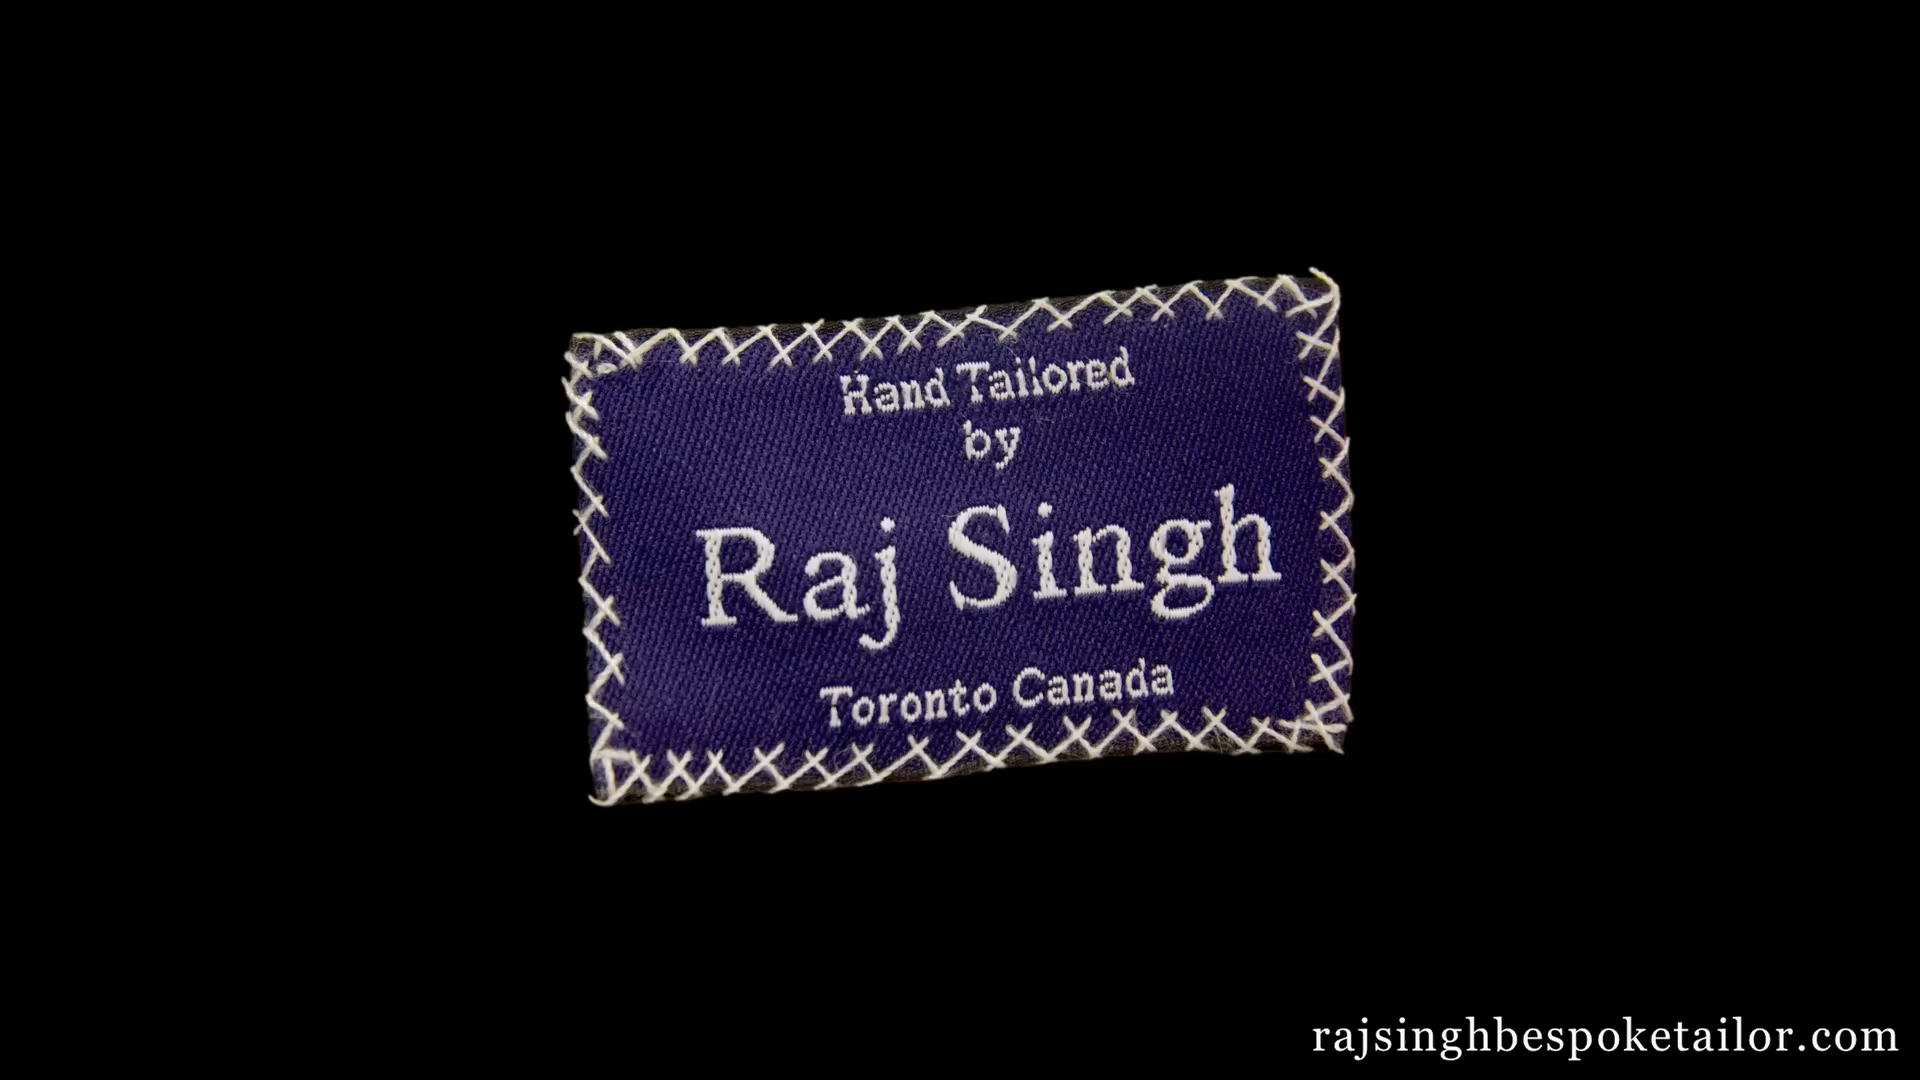 Hand Tailored
by
Raj Singh
Toronto Canada
rajsinghbespoketailor.com